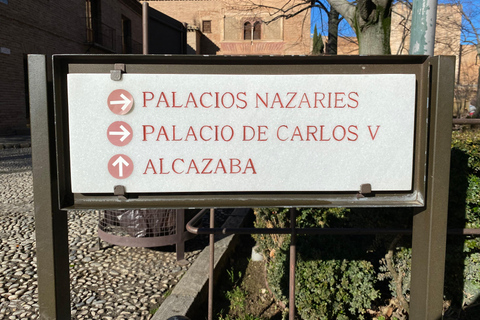 PALACIOS NAZARIES
PALACIO DE CARLOS V
ALCAZABA